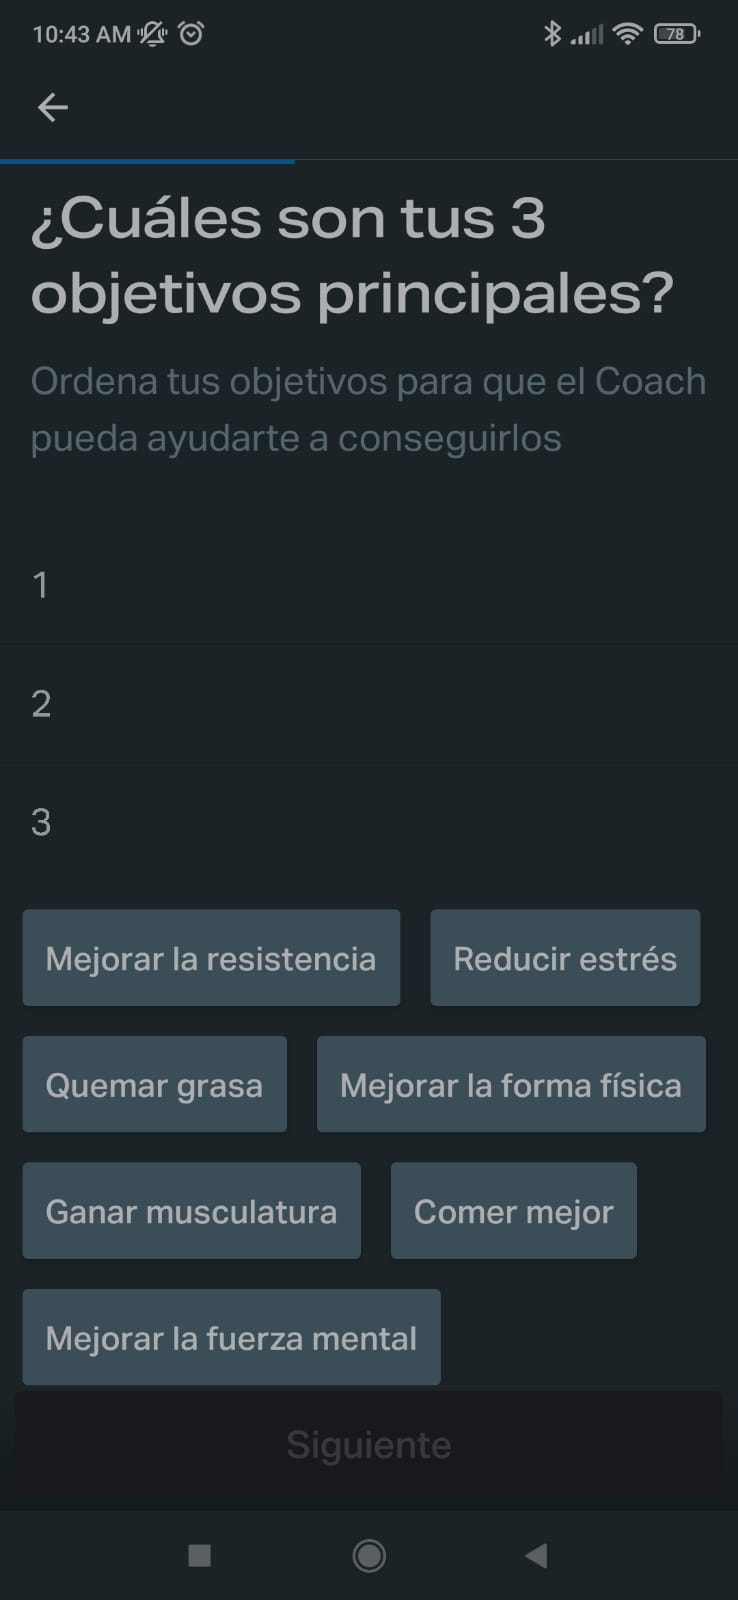 10:43 AM
78
¿Cuáles son tus 3
objetivos principales?
Ordena tus objetivos para que el Coach
pueda ayudarte a conseguirlos
1
2
3
Mejorar la resistencia
Reducir estrés
Quemar grasa
Mejorar la forma física
Ganar musculatura
Comer mejor
Mejorar la fuerza mental
Siguiente